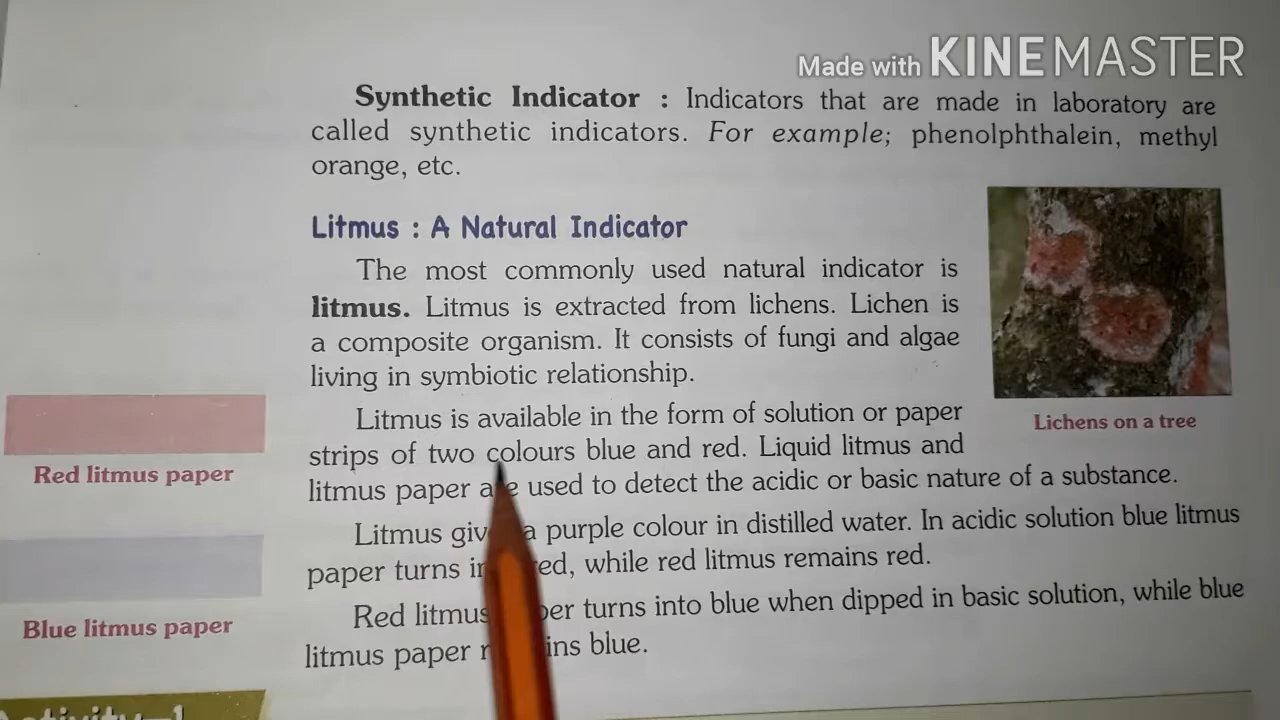 Made with KINEMASTER
Synthetic Indicator : Indicators that are made in laboratory are
called synthetic indicators. For example; phenolphthalein, methyl
orange, etc.
Litmus : A Natural Indicator
The most commonly used natural indicator is
litmus. Litmus is extracted from lichens. Lichen is
a composite organism. It consists of fungi and algae
living in symbiotic relationship.
Lichens on a tree
Litmus is available in the form of solution or paper
strips of two colours blue and red. Liquid litmus and
litmus paper are used to detect the acidic or basic nature of a substance.
Red litmus paper
Litmus a purple colour in distilled water. In acidic solution blue litmus
paper turns red, while red litmus remains red.
Red litmus turns into blue when dipped in basic solution, while blue
litmus paper blue.
Blue litmus paper
Activity–1